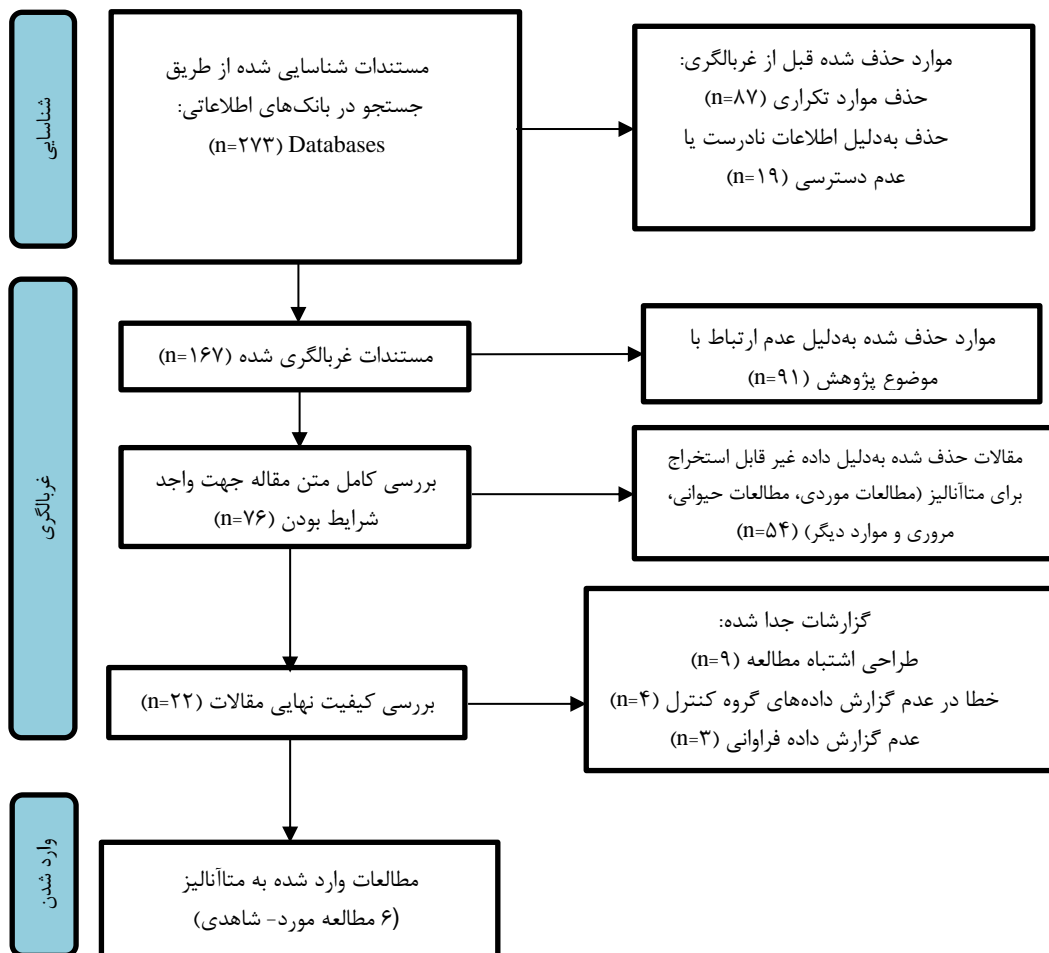 شناسایی
مستندات شناسایی شده از طریق
جستجو در بانک‌های اطلاعاتی:
Databases (n=۲۷۳)
موارد حذف شده قبل از غربالگری:
حذف موارد تکراری (n=۸۷)
حذف به‌دلیل اطلاعات نادرست یا
عدم دسترسی (n=۱۹)
غربالگری
مستندات غربالگری شده (n=۱۶۷)
موارد حذف شده به‌دلیل عدم ارتباط با
موضوع پژوهش (n=۹۱)
بررسی کامل متن مقاله جهت واجد
شرایط بودن (n=۷۶)
مقالات حذف شده به‌دلیل داده غیر قابل استخراج
برای متاآنالیز (مطالعات موردی، مطالعات حیوانی،
مروری و موارد دیگر) (n=۵۴)
بررسی کیفیت نهایی مقالات (n=۲۲)
گزارشات جدا شده:
طراحی اشتباه مطالعه (n=۹)
خطا در عدم گزارش داده‌های گروه کنترل (n=۴)
عدم گزارش داده فراوانی (n=۳)
وارد شدن
مطالعات وارد شده به متاآنالیز
(۶ مطالعه مورد- شاهدی)